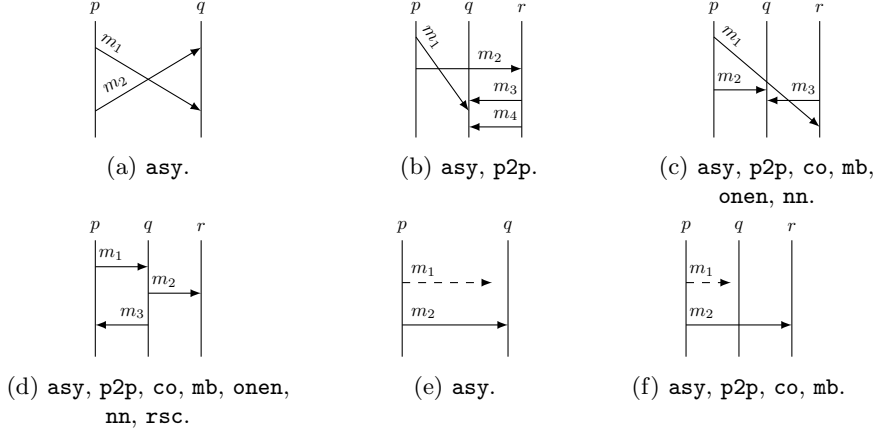 p q
m1
m2
(a) asy.
p q r
m1
m2
m3
m4
(b) asy, p2p.
p q r
m1
m2
m3
(c) asy, p2p, co, mb,
onen, nn.
p q r
m1
m2
m3
(d) asy, p2p, co, mb, onen,
nn, rsc.
p q
m1
m2
(e) asy.
p q r
m1
m2
(f) asy, p2p, co, mb.